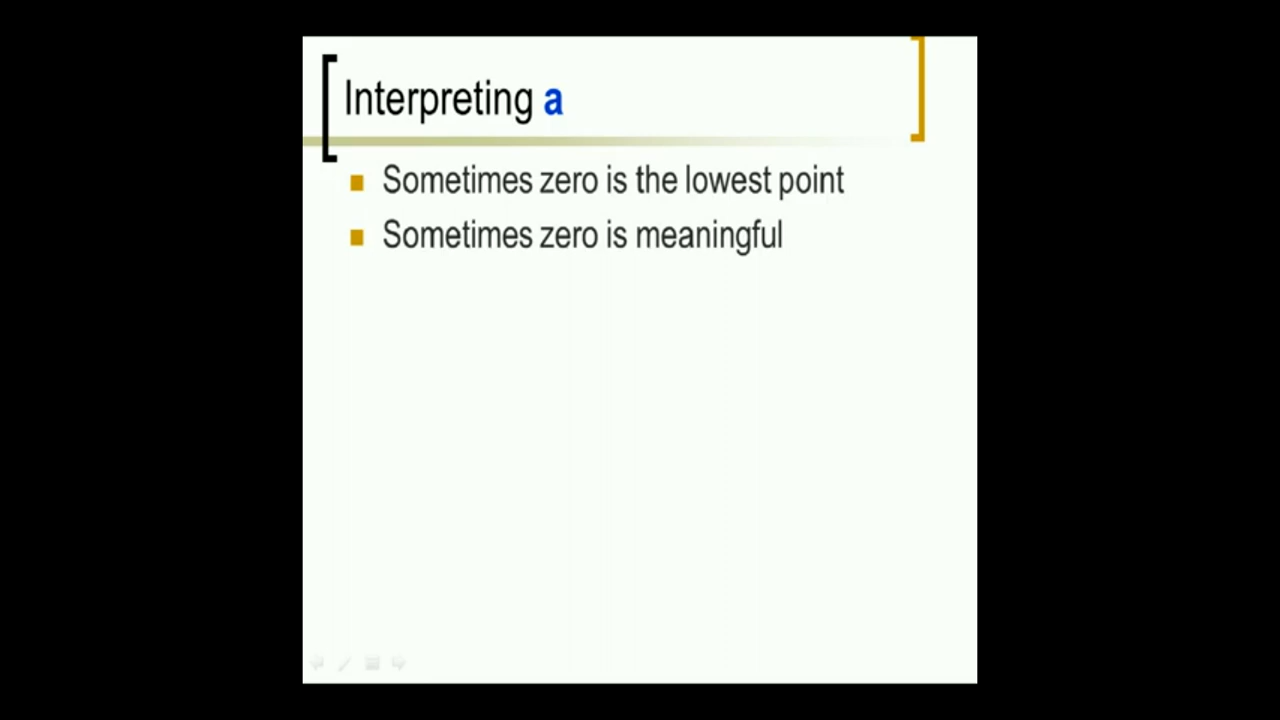 Interpreting a
Sometimes zero is the lowest point
Sometimes zero is meaningful